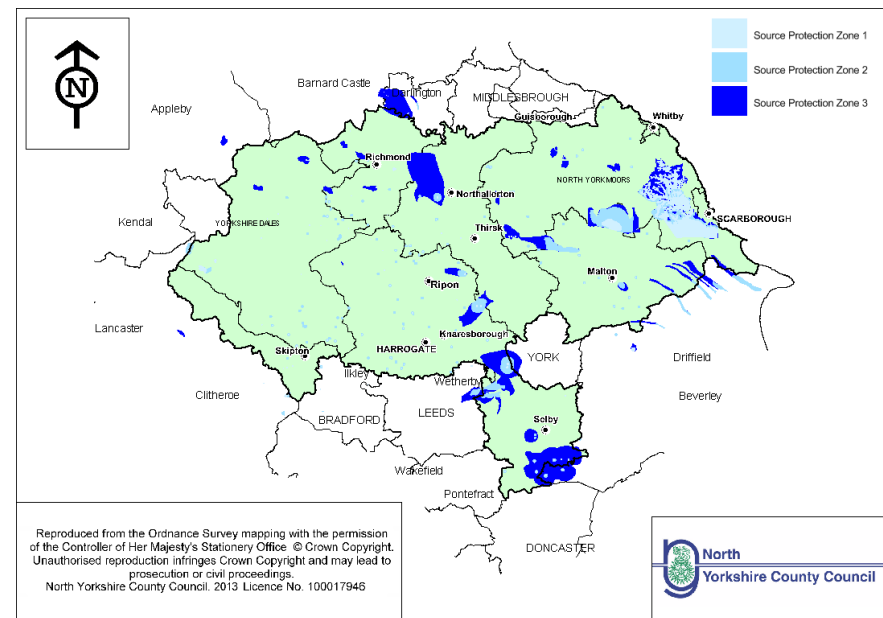 N
Source Protection Zone 1
Source Protection Zone 2
Source Protection Zone 3
Barnard Castle
Darlington
MIDDLESBROUGH
Appleby
Guisborough
Whitby
Richmond
NORTH YORK MOORS
Northallerton
Kendal
YORKSHIRE DALES
SCARBOROUGH
Thirsk
Malton
Ripon
Lancaster
Knaresborough
Skipton
HARROGATE
YORK
Driffield
Ilkley
Wetherby
Clitheroe
Beverley
BRADFORD
LEEDS
Selby
Wakefield
Pontefract
DONCASTER
Reproduced from the Ordnance Survey mapping with the permission
of the Controller of Her Majesty's Stationery Office © Crown Copyright.
Unauthorised reproduction infringes Crown Copyright and may lead to
prosecution or civil proceedings.
North Yorkshire County Council. 2013 Licence No. 100017946
North
Yorkshire County Council